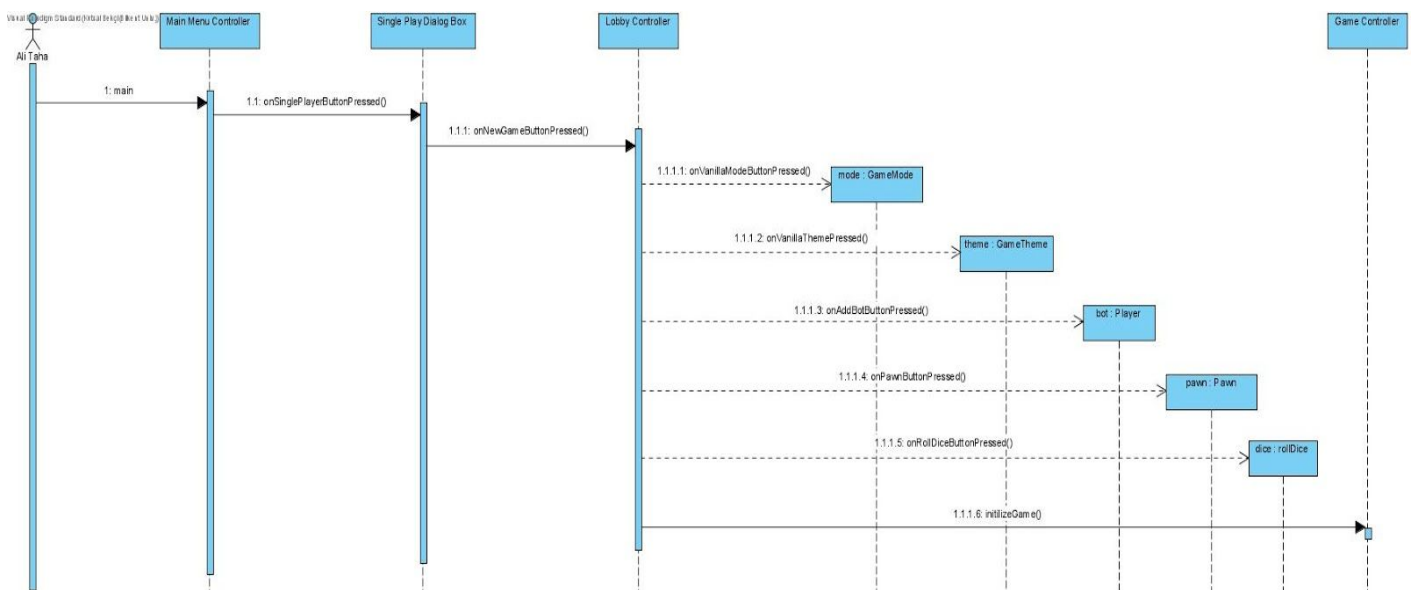 Main Menu Controller
Single Play Dialog Box
Lobby Controller
Game Controller
Ali Taha
1: main
1.1: onSinglePlayerButtonPressed()
1.1.1: onNewGameButtonPressed()
1.1.1.1: onVanillaModeButtonPressed()
mode : GameMode
1.1.1.2: onVanillaThemePressed()
theme : GameTheme
1.1.1.3: onAddBotButtonPressed()
bot : Player
1.1.1.4: onPawnButtonPressed()
pawn : Pawn
1.1.1.5: onRollDiceButtonPressed()
dice : rollDice
1.1.1.6: initilizeGame()